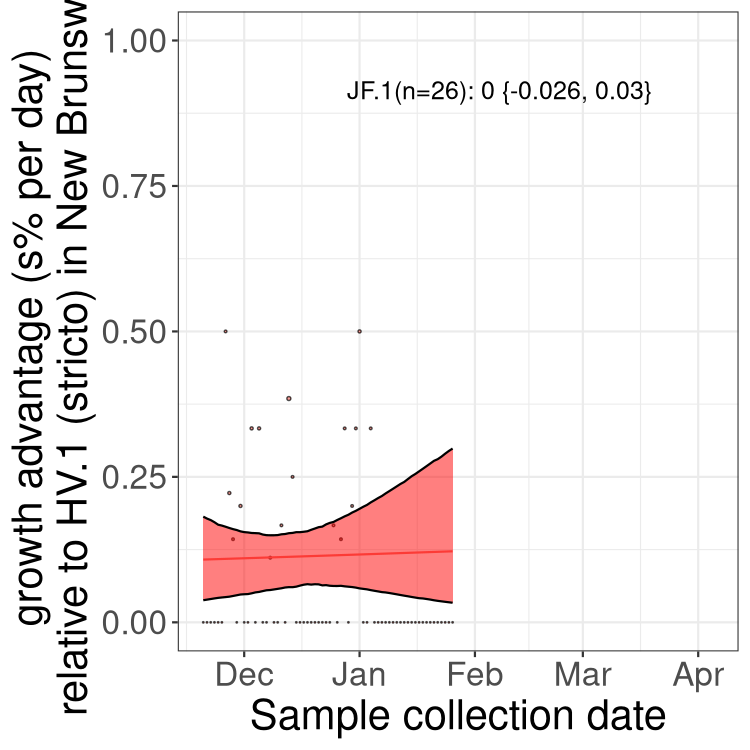 growth advantage (s% per day)
relative to HV.1 (stricto) in New Brunsw
1.00
0.75
0.50
0.25
0.00
JF.1(n=26): 0 {-0.026, 0.03}
Dec Jan Feb Mar Apr
Sample collection date